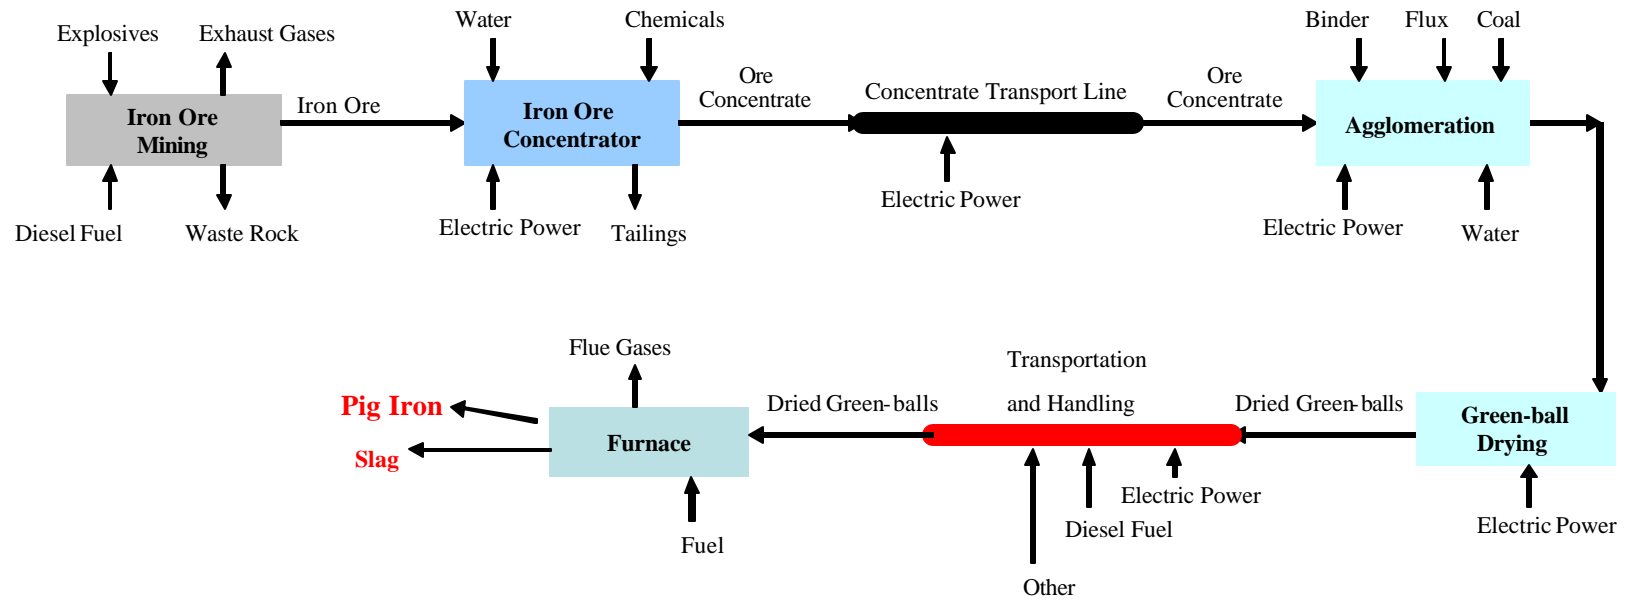 Explosives
Exhaust Gases
Water
Chemicals
Binder
Flux
Coal
Iron Ore
Mining
Iron Ore
Iron Ore
Concentrator
Ore
Concentrate
Concentrate Transport Line
Ore
Concentrate
Agglomeration
Diesel Fuel
Waste Rock
Electric Power
Tailings
Electric Power
Electric Power
Water
Flue Gases
Transportation
and Handling
Pig Iron
Slag
Furnace
Dried Green-balls
Dried Green-balls
Green-ball
Drying
Fuel
Electric Power
Diesel Fuel
Other
Electric Power